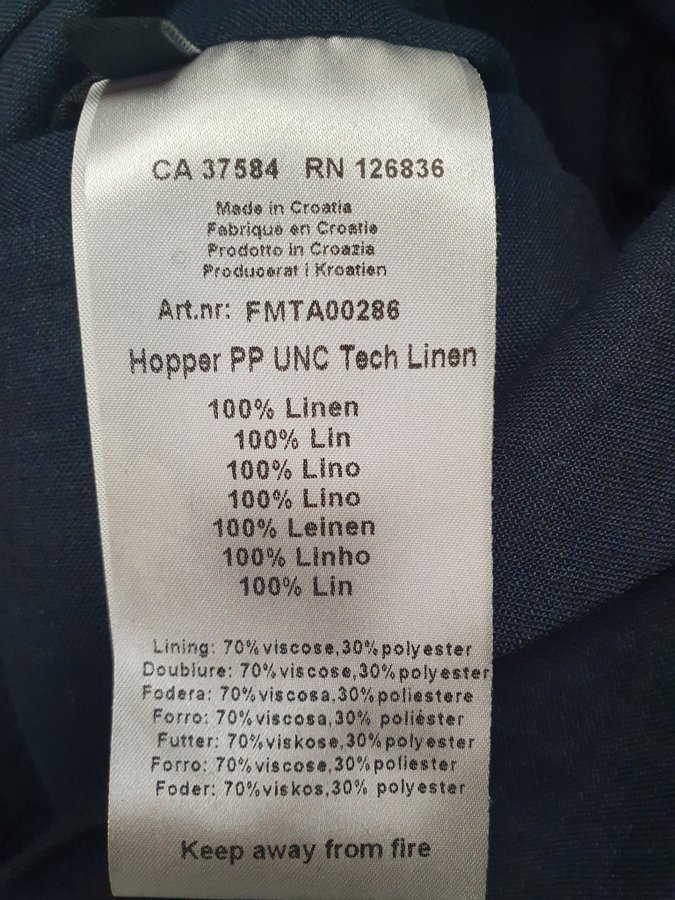 CA 37584 RN 126836
Made in Croatia
Fabrique en Croatie
Prodotto in Croazia
Producerat i Kroatien
Art.nr: FMTA00286
Hopper PP UNC Tech Linen
100% Linen
100% Lin
100% Lino
100% Lino
100% Leinen
100% Linho
100% Lin
Lining: 70%viscose,30%polyester
Doublure: 70%viscose,30%polyester
Fodera: 70%viscosa,30%poliestere
Forro: 70%viscosa,30% poliéster
Futter: 70%viskose,30%polyester
Forro: 70%viscose,30%poliester
Foder: 70%viskos,30% polyester
Keep away from fire